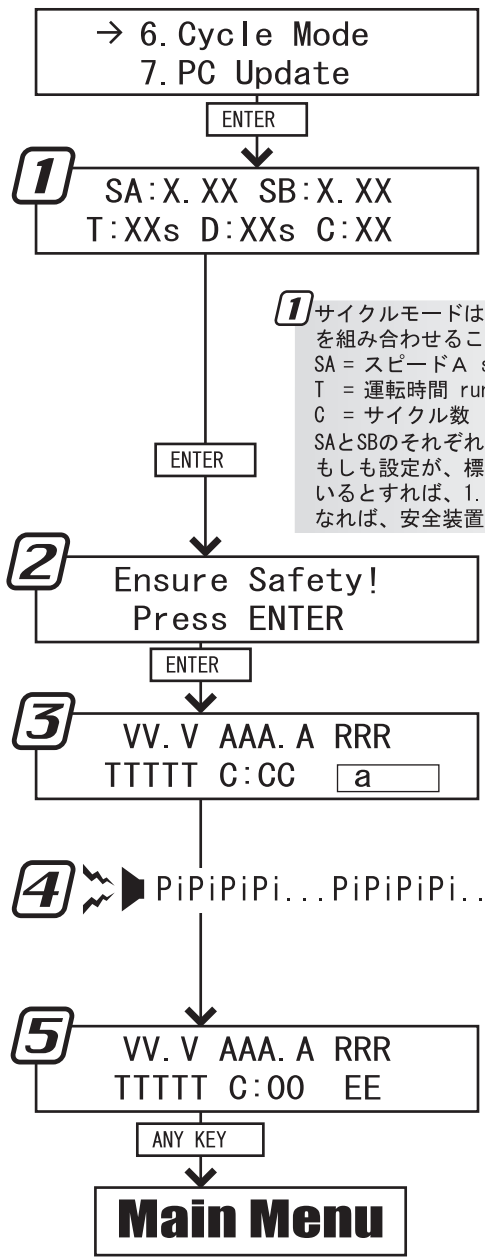 → 6. Cycle Mode
7. PC Update
ENTER
1
SA:X.XX SB:X.XX
T:XXs D:XXs C:XX
1 サイクルモードは
を組み合わせるこ
SA = スピードA s
T = 運転時間 rur
C = サイクル数
SAとSBのそれぞれ
もしも設定が、標
いるとすれば、1.
なれば、安全装置
ENTER
2
Ensure Safety!
Press ENTER
ENTER
3
VV.V AAA.A RRR
TTTTT C:CC a
4 PiPiPiPi...PiPiPiPi..
5
VV.V AAA.A RRR
TTTTT C:00 EE
ANY KEY
Main Menu